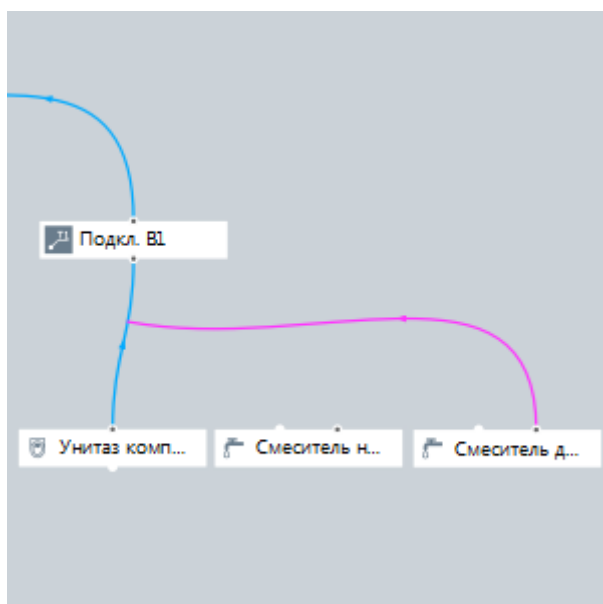 Подкл. В1
Унитаз комп...
Смеситель н...
Смеситель д...